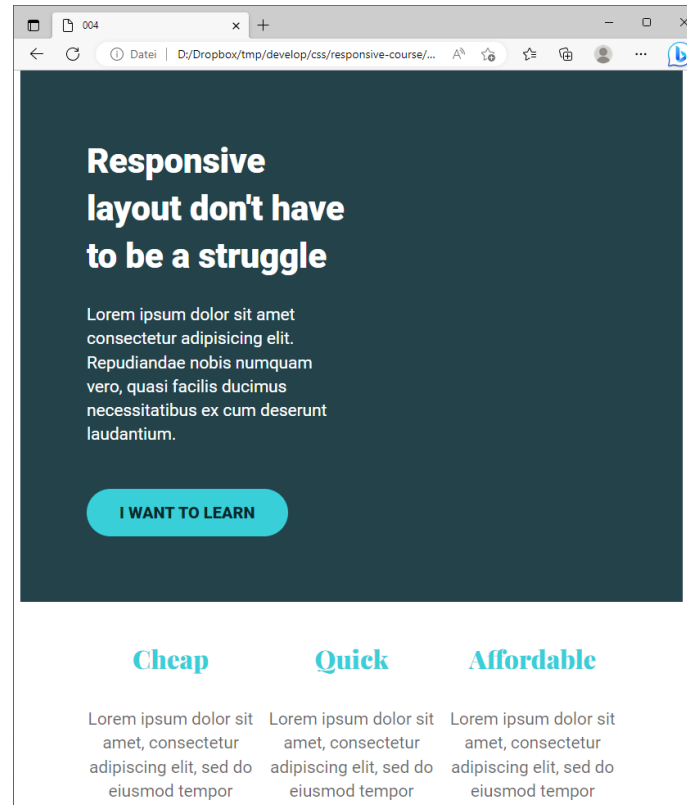 004
Datei
D:/Dropbox/tmp/develop/css/responsive-course/...
Responsive
layout don't have
to be a struggle
Lorem ipsum dolor sit amet
consectetur adipisicing elit.
Repudiandae nobis numquam
vero, quasi facilis ducimus
necessitatibus ex cum deserunt
laudantium.
I WANT TO LEARN
Cheap
Lorem ipsum dolor sit
amet, consectetur
adipiscing elit, sed do
eiusmod tempor
Quick
Lorem ipsum dolor sit
amet, consectetur
adipiscing elit, sed do
eiusmod tempor
Affordable
Lorem ipsum dolor sit
amet, consectetur
adipiscing elit, sed do
eiusmod tempor